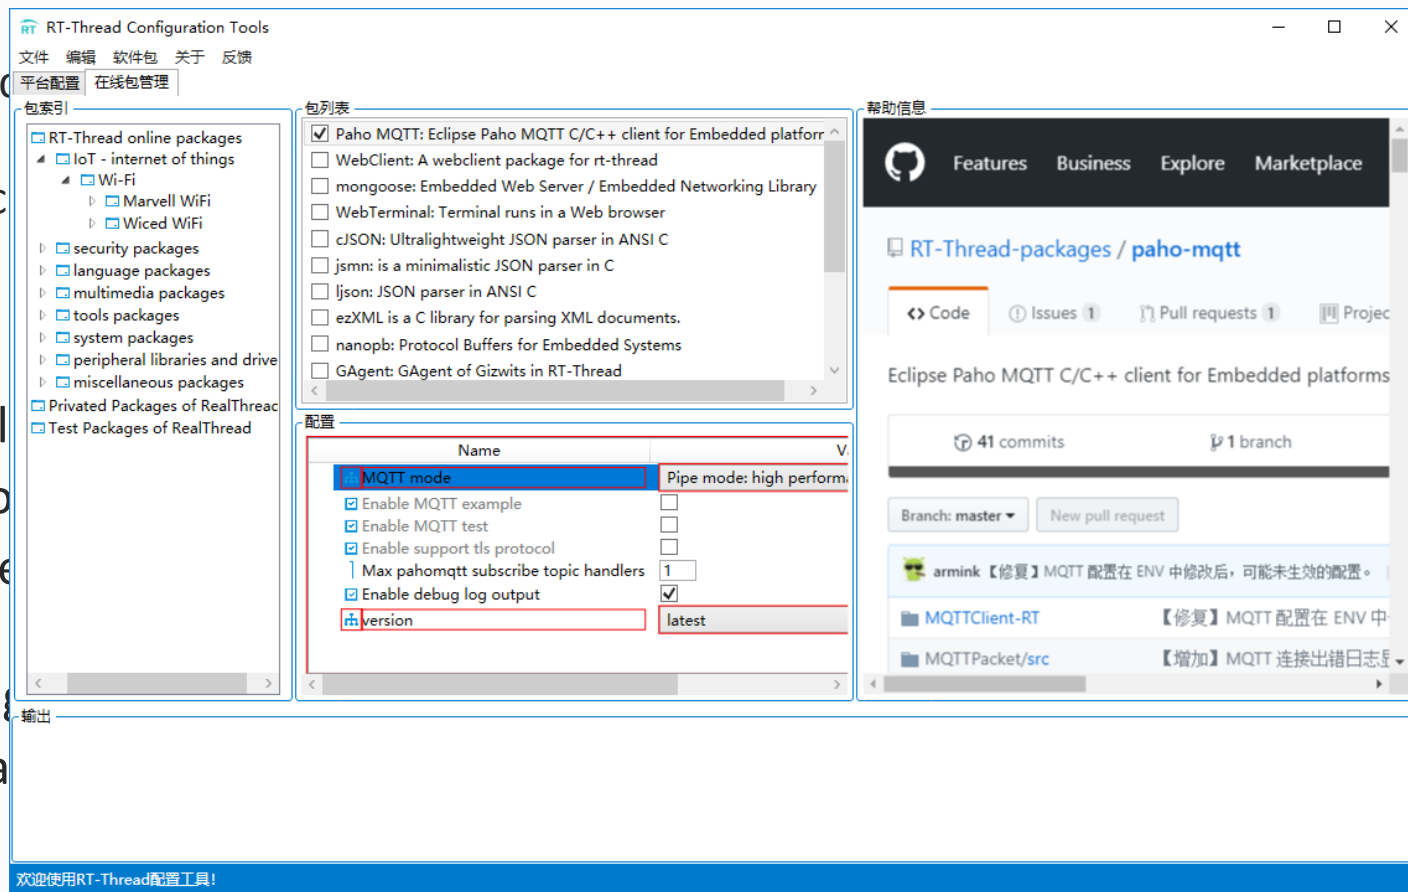 RT-Thread Configuration Tools
文件 编辑 软件包 关于 反馈
平台配置 在线包管理
包索引
RT-Thread online packages
IoT - internet of things
Wi-Fi
Marvell WiFi
Wiced WiFi
security packages
language packages
multimedia packages
tools packages
system packages
peripheral libraries and drive
miscellaneous packages
Privated Packages of RealThreac
Test Packages of RealThread
包列表
Paho MQTT: Eclipse Paho MQTT C/C++ client for Embedded platforr
WebClient: A webclient package for rt-thread
mongoose: Embedded Web Server / Embedded Networking Library
WebTerminal: Terminal runs in a Web browser
cJSON: Ultralightweight JSON parser in ANSI C
jsmn: is a minimalistic JSON parser in C
ljson: JSON parser in ANSI C
ezXML is a C library for parsing XML documents.
nanopb: Protocol Buffers for Embedded Systems
GAgent: GAgent of Gizwits in RT-Thread
配置
Name V
MQTT mode Pipe mode: high performa
Enable MQTT example
Enable MQTT test
Enable support tls protocol
Max pahomqtt subscribe topic handlers 1
Enable debug log output
version latest
帮助信息
Features Business Explore Marketplace
RT-Thread-packages / paho-mqtt
Code Issues 1 Pull requests 1 Projec
Eclipse Paho MQTT C/C++ client for Embedded platforms
41 commits 1 branch
Branch: master New pull request
armink 【修复】MQTT 配置在 ENV 中修改后，可能未生效的配置。
MQTTClient-RT 【修复】MQTT 配置在 ENV 中
MQTTPacket/src 【增加】MQTT 连接出错日志显
输出
欢迎使用RT-Thread配置工具!